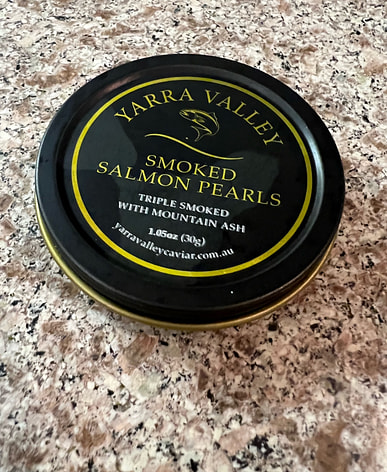 YARRA VALLEY
SMOKED
SALMON PEARLS
TRIPLE SMOKED
WITH MOUNTAIN ASH
1.05oz (30g)
yarravalleycaviar.com.au